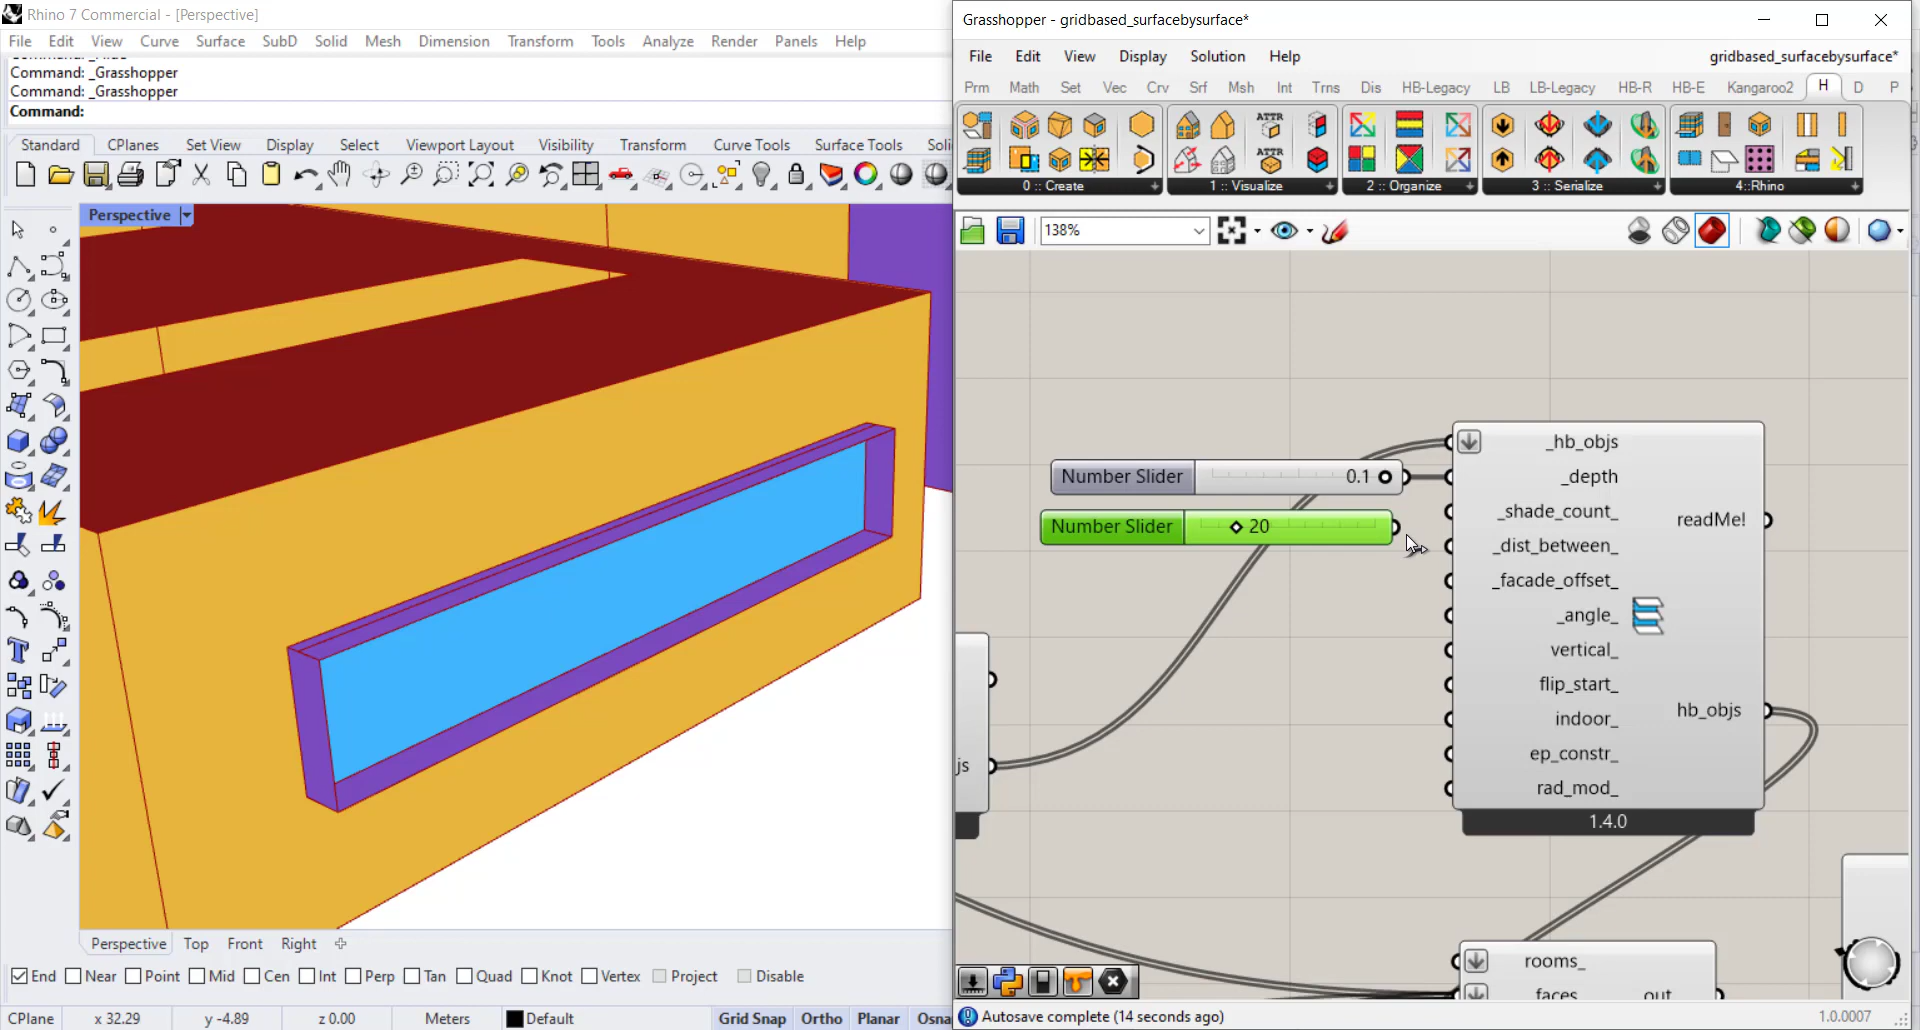 Rhino 7 Commercial - [Perspective]
File Edit View Curve Surface SubD Solid Mesh Dimension Transform Tools Analyze Render Panels Help
Command: _Grasshopper
Command: _Grasshopper
Command:
Standard CPlanes Set View Display Select Viewport Layout Visibility Transform Curve Tools Surface Tools Soli
Perspective
Perspective Top Front Right
End Near Point Mid Cen Int Perp Tan Quad Knot Vertex Project Disable
CPlane x 32.29 y -4.89 z 0.00 Meters Default Grid Snap Ortho Planar Osna
Grasshopper - gridbased_surfacebysurface*
File Edit View Display Solution Help gridbased_surfacebysurface*
Prm Math Set Vec Crv Srf Msh Int Trns Dis HB-Legacy LB LB-Legacy HB-R HB-E Kangaroo2 H D P
ATTR
ATTR
0 :: Create 1 :: Visualize 2 :: Organize 3 :: Serialize 4::Rhino
138%
_hb_objs
Number Slider 0.1 _depth
_shade_count_
Number Slider 20
readMe!
_dist_between_
_facade_offset_
_angle_
vertical_
flip_start_
hb_objs
indoor_
ep_constr_
js
rad_mod_
1.4.0
rooms_
faces out
Autosave complete (14 seconds ago) 1.0.0007